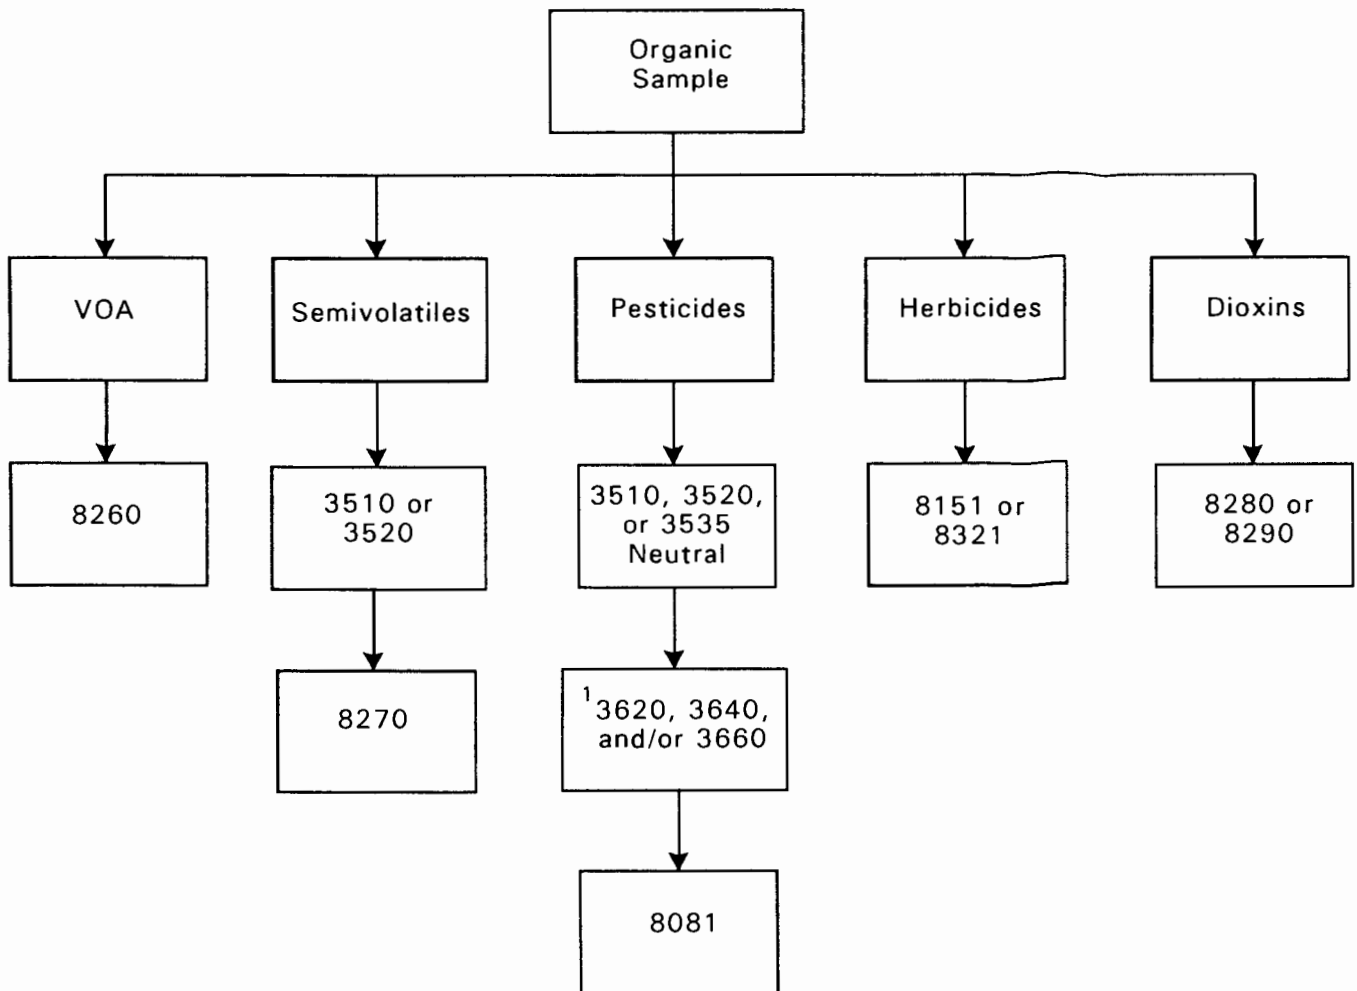 Organic
Sample
VOA
Semivolatiles
Pesticides
Herbicides
Dioxins
8260
3510 or
3520
3510, 3520,
or 3535
Neutral
8151 or
8321
8280 or
8290
8270
1 3620, 3640,
and/or 3660
8081